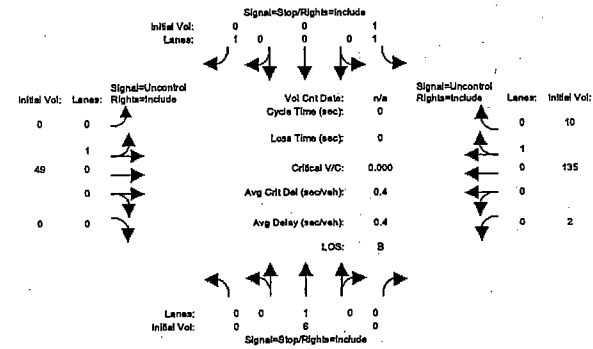 Signal=Stop/Rights=Include
Initial Vol: 0 0 1
Lanes: 1 0 0 0 1
Signal=Uncontrol
Initial Vol: Lanes: Rights=Include
Vol Cnt Date: n/a
Signal=Uncontrol
Rights=Include Lanes: Initial Vol:
Cycle Time (sec): 0
0 0
0 10
Loss Time (sec): 0
1
1
49 0
Critical V/C: 0.000
0 135
0
Avg Crit Del (sec/veh): 0.4
0
0 0
Avg Delay (sec/veh): 0.4
0 2
LOS: B
Lanes: 0 0 1 0 0
Initial Vol: 0 6 0
Signal=Stop/Rights=Include